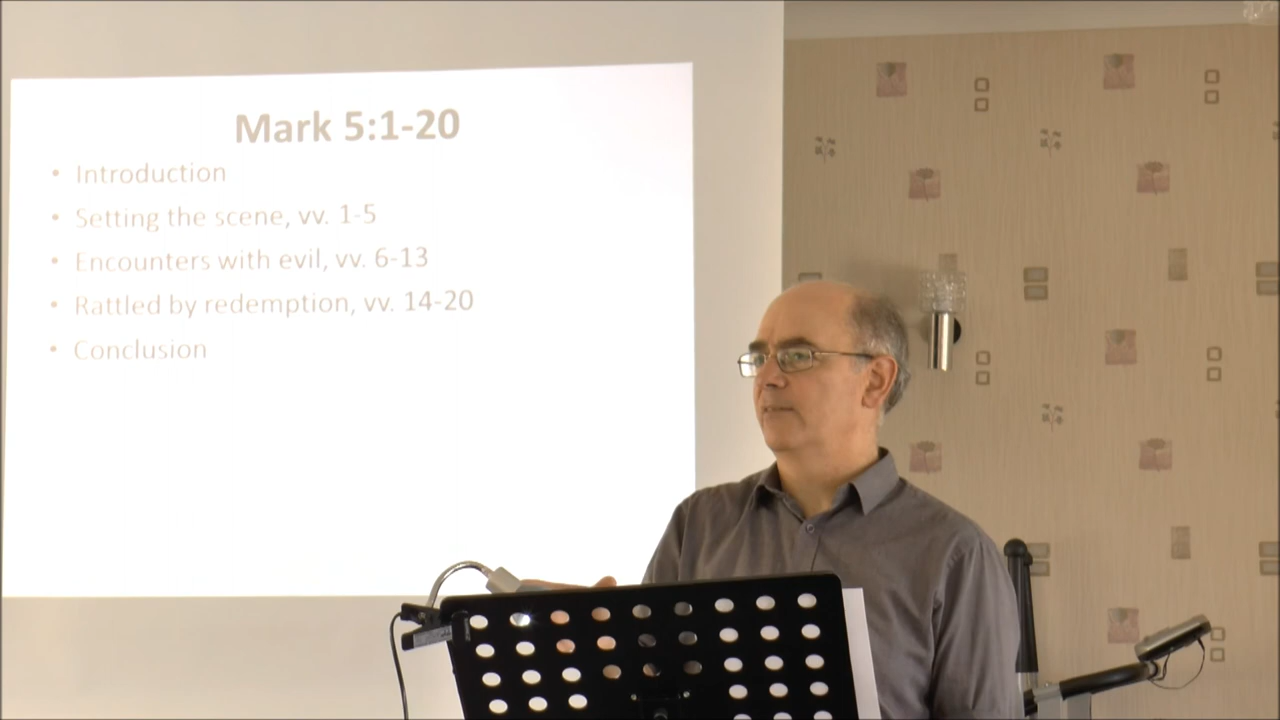 Mark 5:1-20
• Introduction
• Setting the scene, vv. 1-5
• Encounters with evil, vv. 6-13
• Rattled by redemption, vv. 14-20
• Conclusion